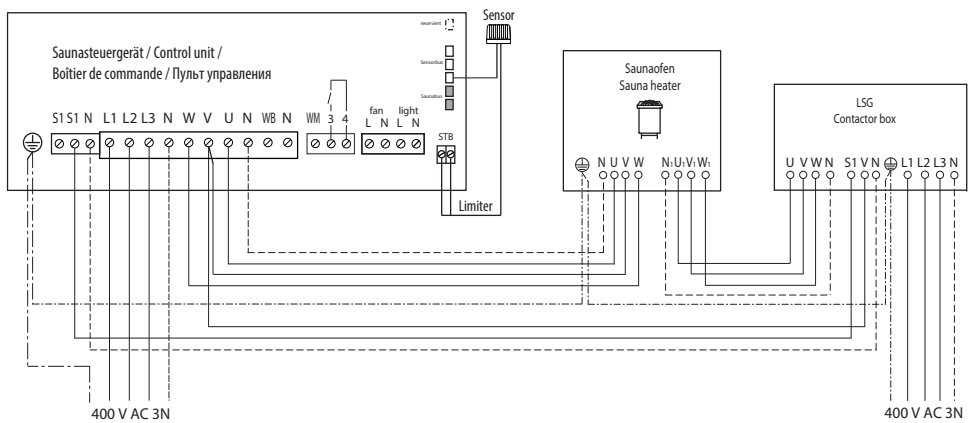 Sensor
reserviert
Saunasteuergerät / Control unit /
Boîtier de commande / Пульт управления
Sensorbus
Saunabus
Saunaofen
Sauna heater
LSG
Contactor box
fan light
S1 S1 N L1 L2 L3 N W V U N WB N WM 3 4 L N L N
STB
N U V W N1 U1 V1 W1
U V W N S1 V N L1 L2 L3 N
Limiter
400 V AC 3N
400 V AC 3N